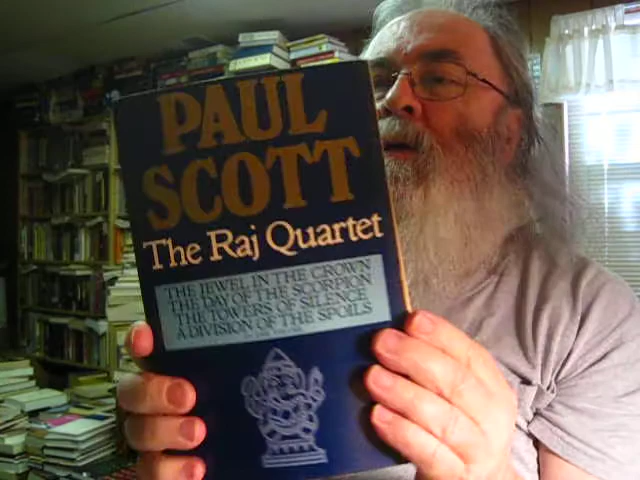 PAUL
SCOTT
The Raj Quartet
THE JEWEL IN THE CROWN
THE DAY OF THE SCORPION
THE TOWERS OF SILENCE
A DIVISION OF THE SPOILS